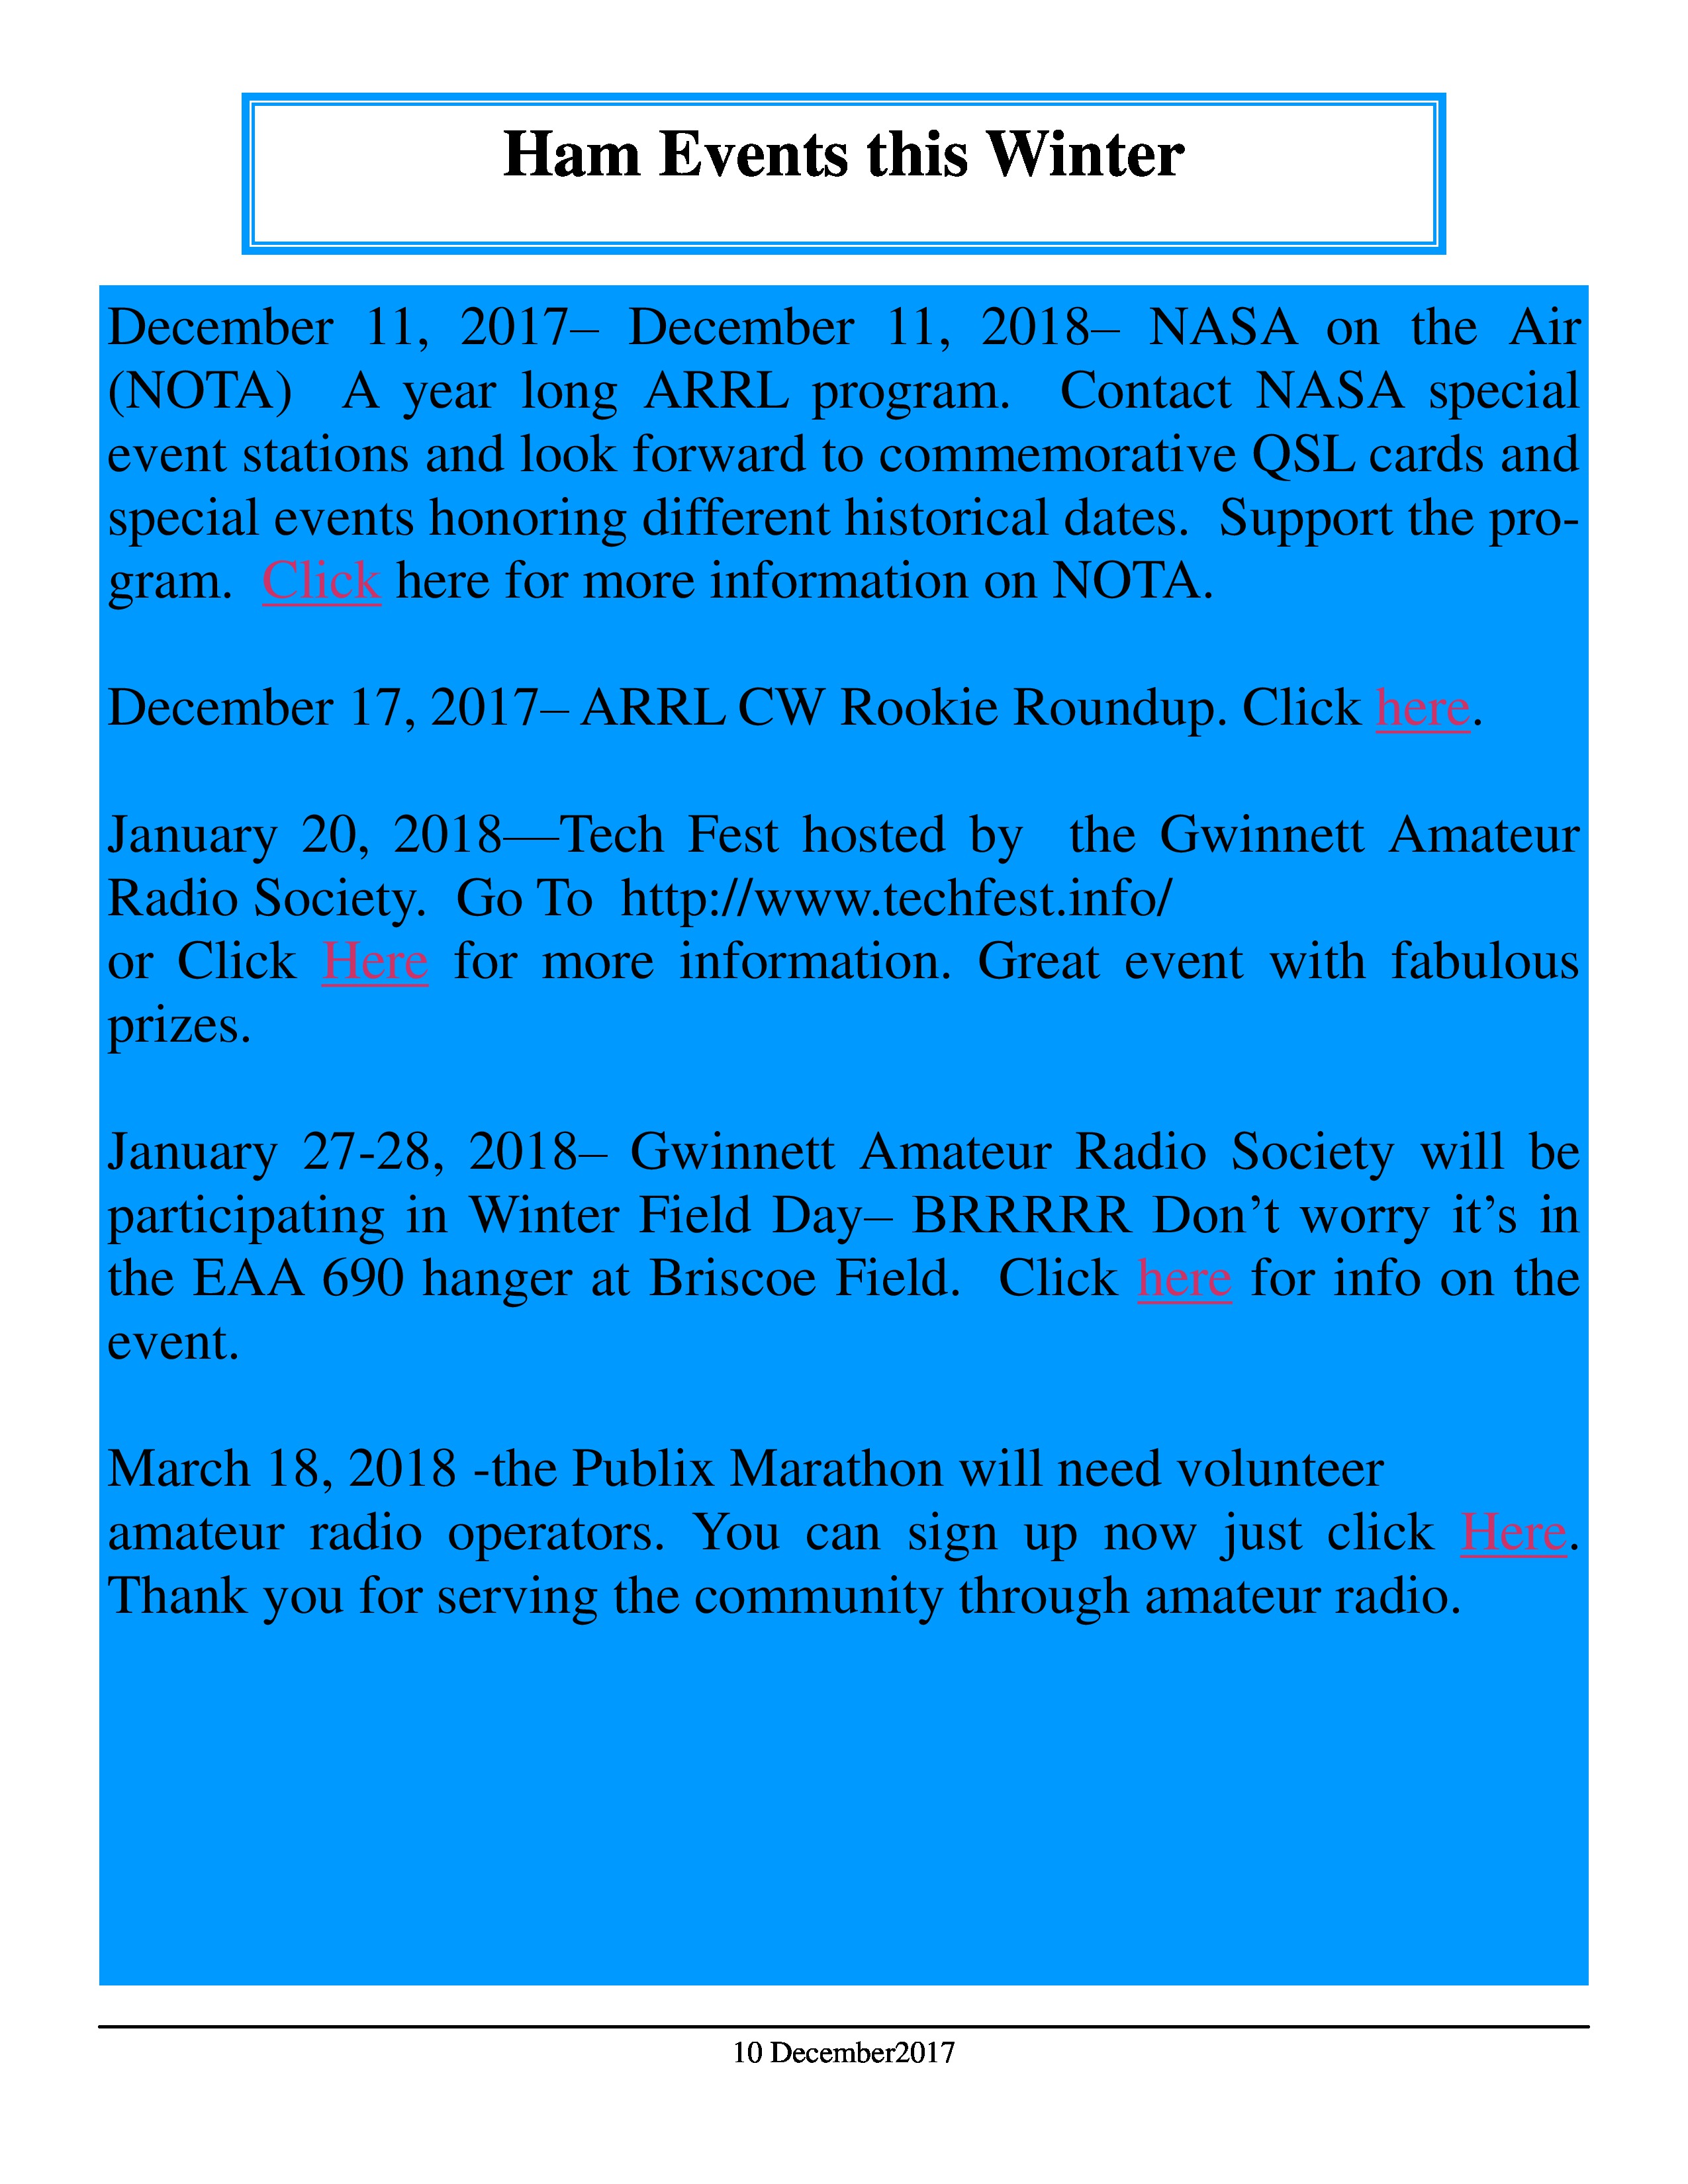 Ham Events this Winter
December 11, 2017– December 11, 2018– NASA on the Air
(NOTA) A year long ARRL program. Contact NASA special
event stations and look forward to commemorative QSL cards and
special events honoring different historical dates. Support the pro-
gram. Click here for more information on NOTA.
December 17, 2017– ARRL CW Rookie Roundup. Click here.
January 20, 2018—Tech Fest hosted by the Gwinnett Amateur
Radio Society. Go To http://www.techfest.info/
or Click Here for more information. Great event with fabulous
prizes.
January 27-28, 2018– Gwinnett Amateur Radio Society will be
participating in Winter Field Day– BRRRRR Don’t worry it’s in
the EAA 690 hanger at Briscoe Field. Click here for info on the
event.
March 18, 2018 -the Publix Marathon will need volunteer
amateur radio operators. You can sign up now just click Here.
Thank you for serving the community through amateur radio.
10 December2017